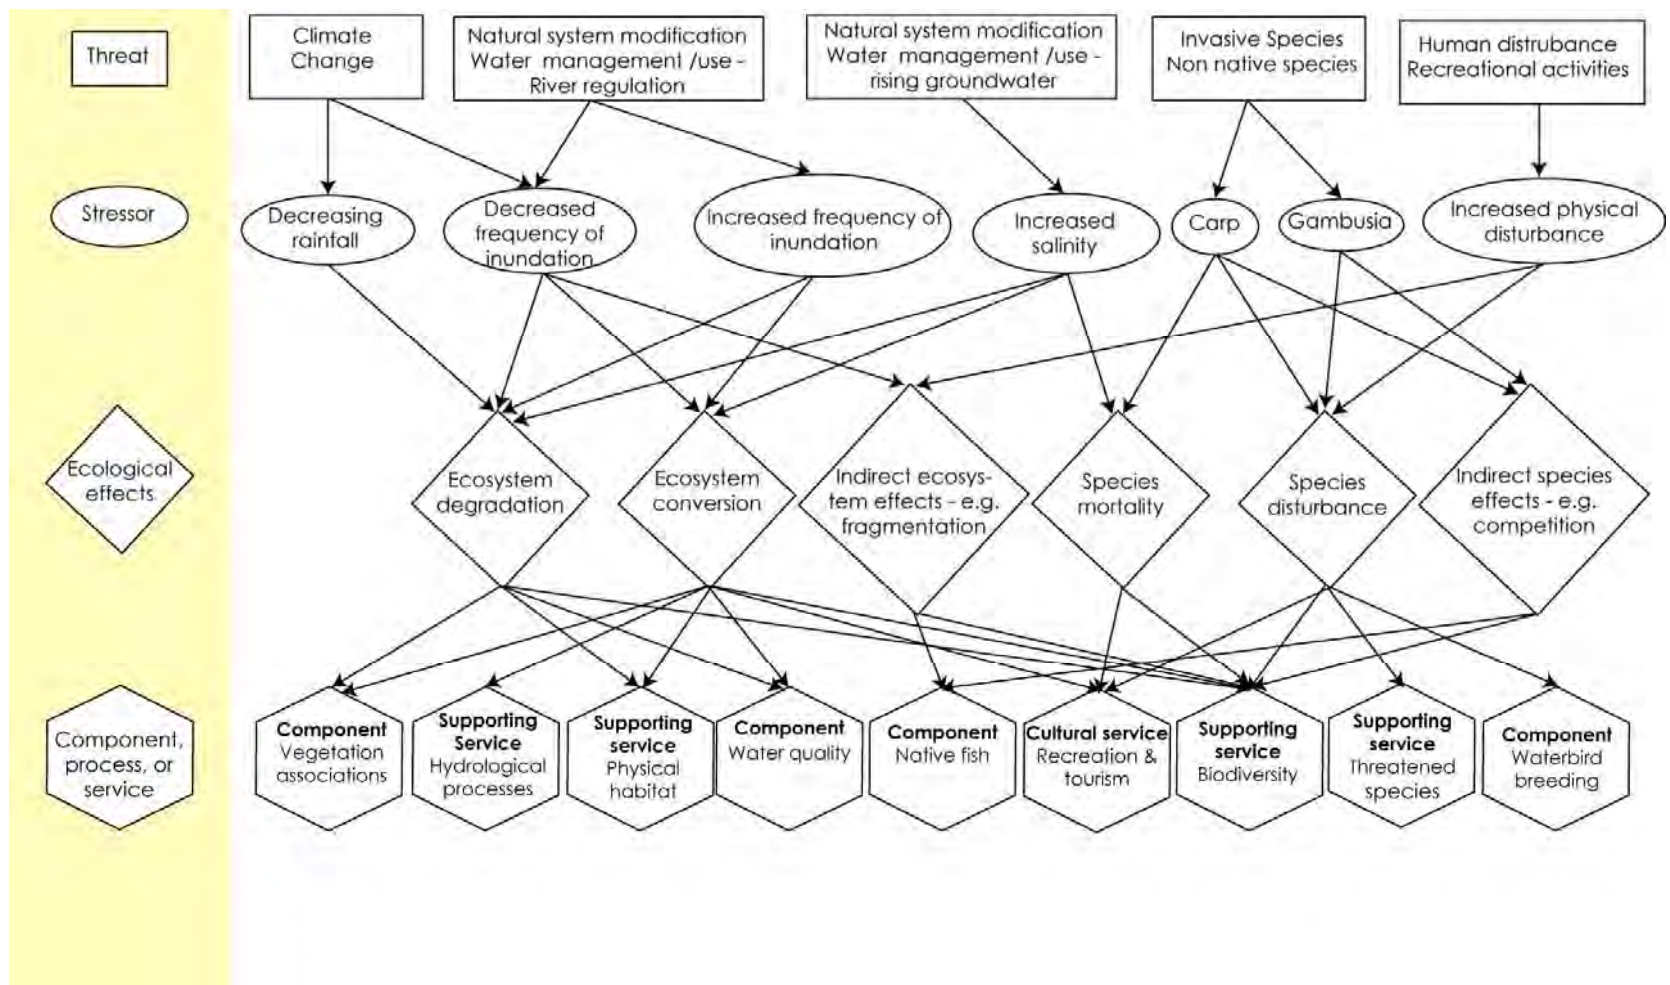 Threat
Climate
Change
Natural system modification
Water management /use -
River regulation
Natural system modification
Water management /use -
rising groundwater
Invasive Species
Non native species
Human distrubance
Recreational activities
Stressor
Decreasing
rainfall
Decreased
frequency of
inundation
Increased frequency of
inundation
Increased
salinity
Carp
Gambusia
Increased physical
disturbance
Ecological
effects
Ecosystem
degradation
Ecosystem
conversion
Indirect ecosys-
tem effects - e.g.
fragmentation
Species
mortality
Species
disturbance
Indirect species
effects - e.g.
competition
Component,
process, or
service
Component
Vegetation
associations
Supporting
Service
Hydrological
processes
Supporting
service
Physical
habitat
Component
Water quality
Component
Native fish
Cultural service
Recreation &
tourism
Supporting
service
Biodiversity
Supporting
service
Threatened
species
Component
Waterbird
breeding